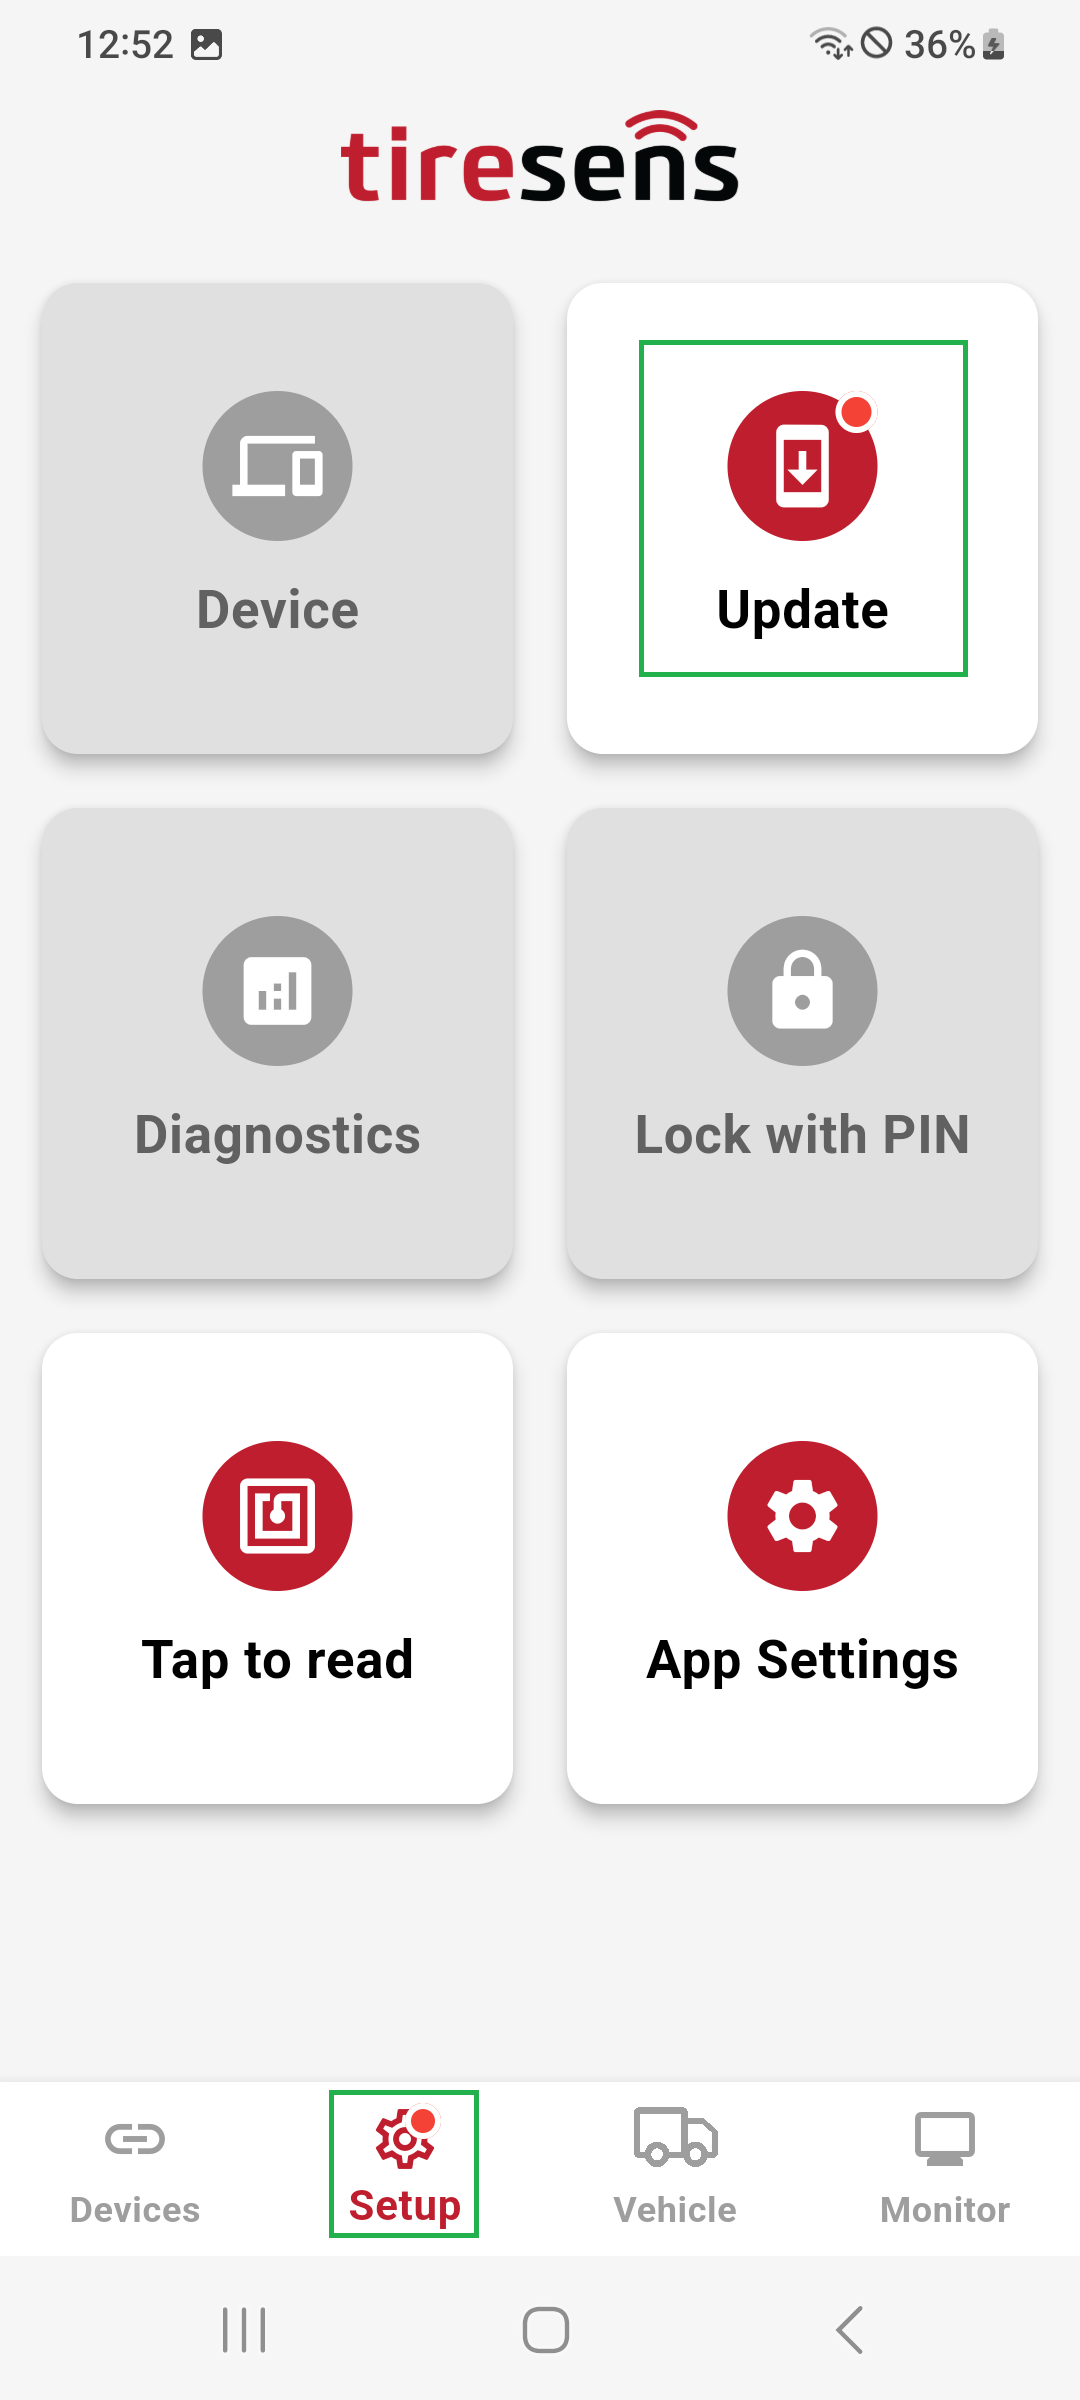 12:52
36%
tiresens
Device
Update
Diagnostics
Lock with PIN
Tap to read
App Settings
Devices
Setup
Vehicle
Monitor